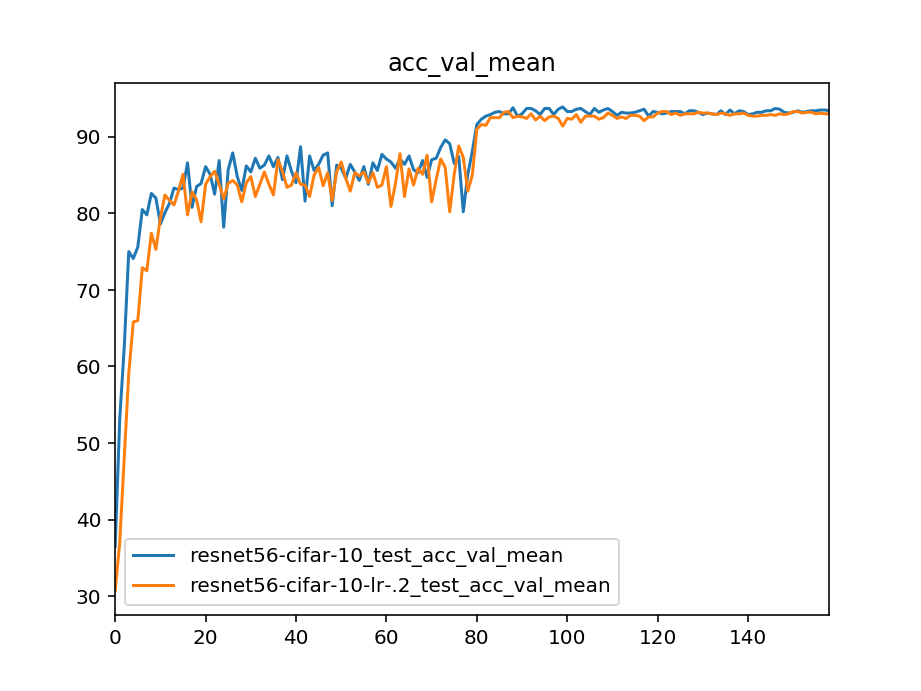 acc_val_mean
90
80
70
60
50
40
30
resnet56-cifar-10_test_acc_val_mean
resnet56-cifar-10-lr-.2_test_acc_val_mean
0 20 40 60 80 100 120 140